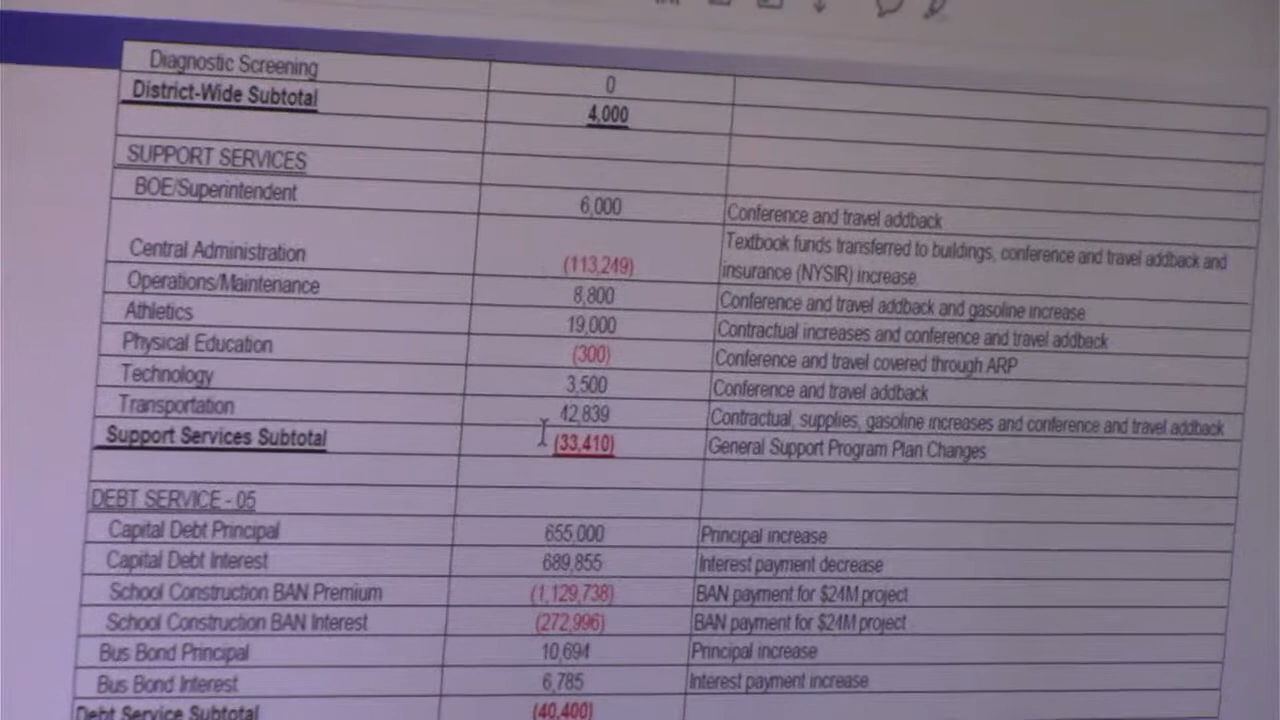 Diagnostic Screening 0
District-Wide Subtotal 4,000
SUPPORT SERVICES
BOE/Superintendent 6,000 Conference and travel addback
Textbook funds transferred to buildings, conference and travel addback and
Central Administration (113,249) insurance (NYSIR) increase
Operations/Maintenance 8,800 Conference and travel addback and gasoline increase
Athletics 19,000 Contractual increases and conference and travel addback
Physical Education (300) Conference and travel covered through ARP
Technology 3,500 Conference and travel addback
Transportation 42,839 Contractual, supplies, gasoline increases and conference and travel addback
Support Services Subtotal (33,410) General Support Program Plan Changes
DEBT SERVICE - 05
Capital Debt Principal 655,000 Principal increase
Capital Debt Interest 689,855 Interest payment decrease
School Construction BAN Premium (1,129,738) BAN payment for $24M project
School Construction BAN Interest (272,996) BAN payment for $24M project
Bus Bond Principal 10,694 Principal increase
Bus Bond Interest 6,785 Interest payment increase
Debt Service Subtotal (40,400)